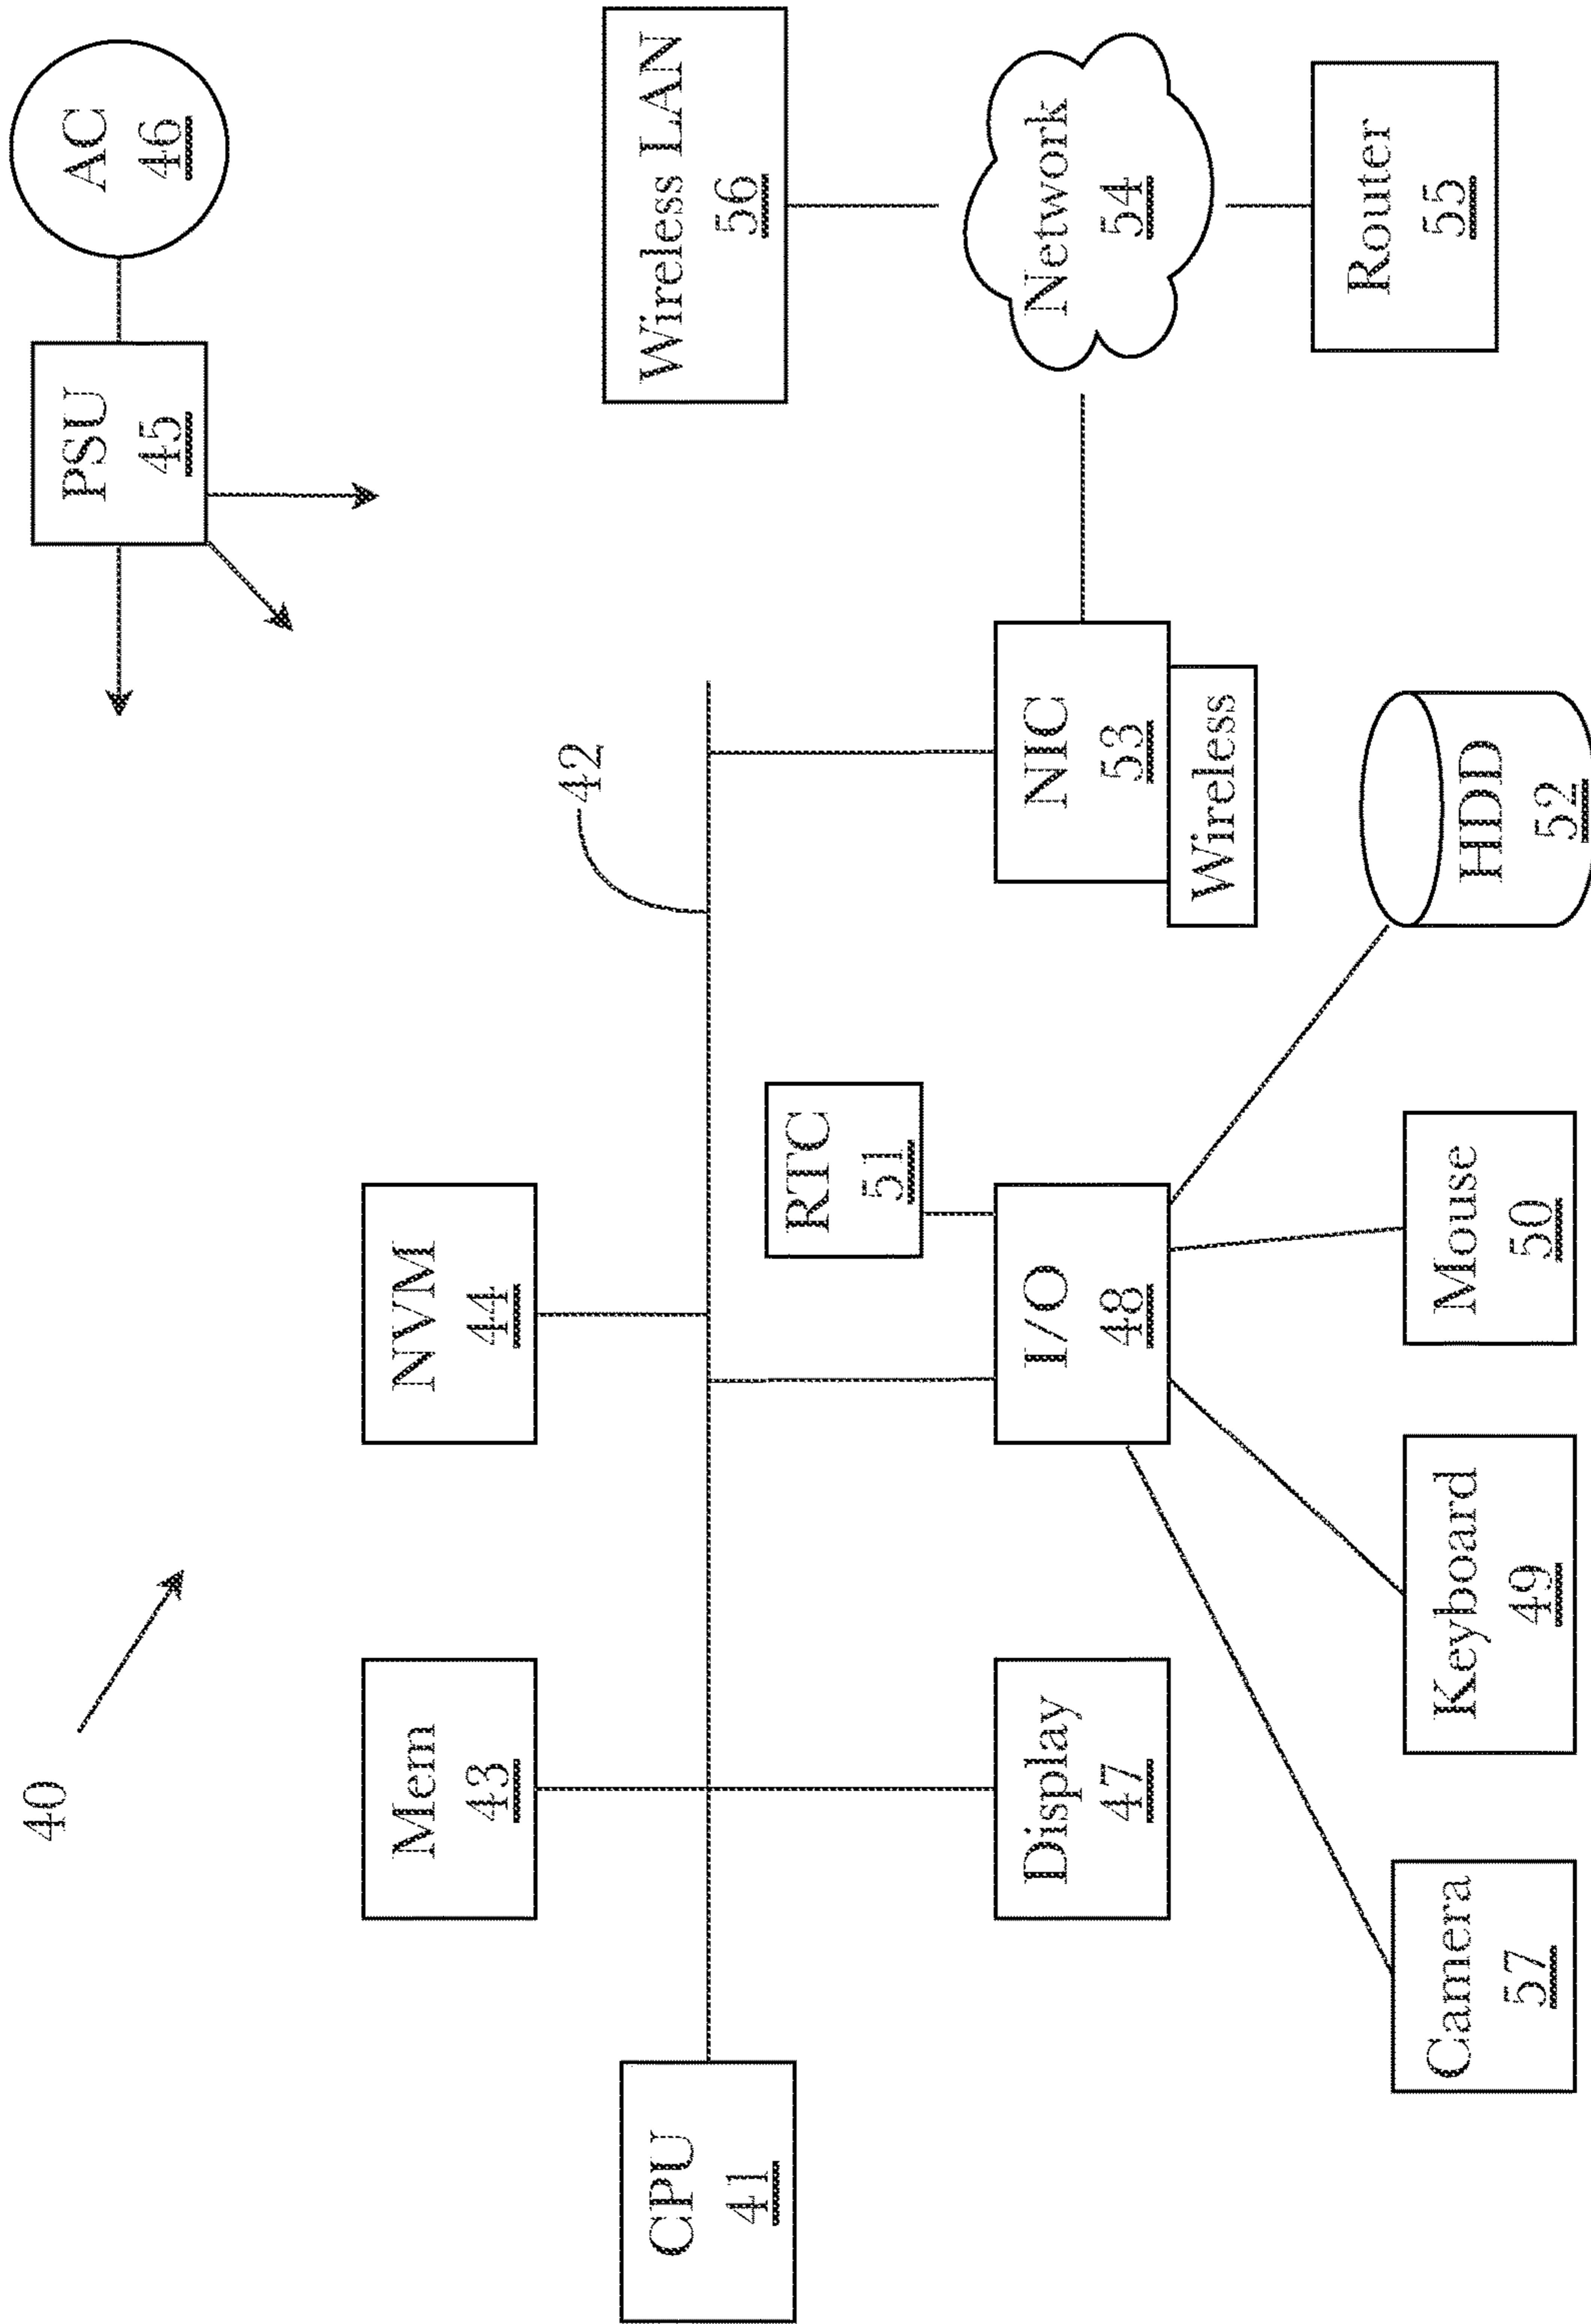 40
PSU
45
AC
46
Mem
43
NVM
44
42
CPU
41
Wireless LAN
56
RTC
51
Display
47
I/O
48
NIC
53
Wireless
Network
54
Camera
57
Keyboard
49
Mouse
50
HDD
52
Router
55